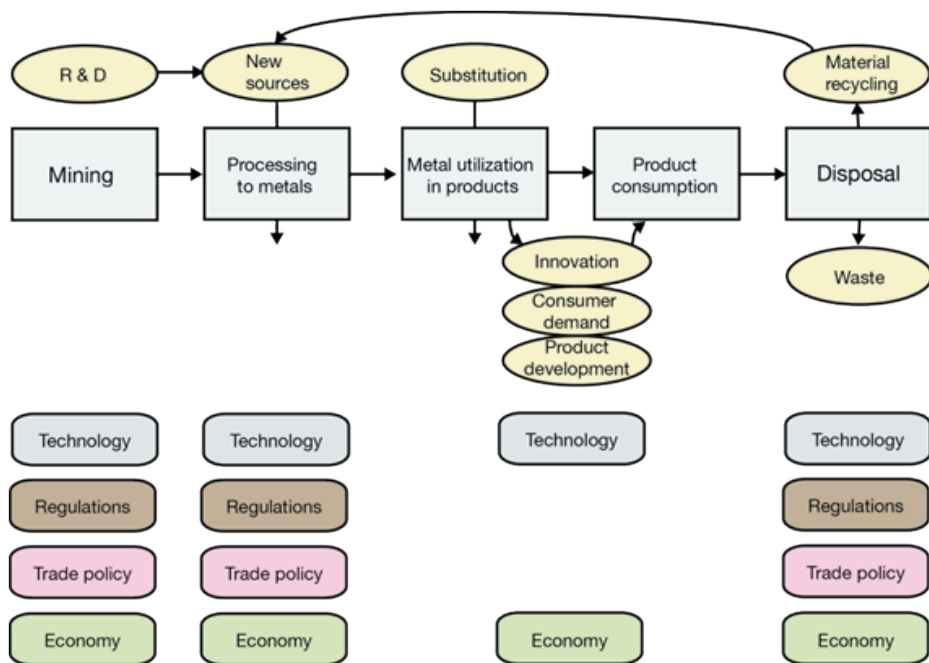 R & D
New
sources
Substitution
Material
recycling
Mining
Processing
to metals
Metal utilization
in products
Product
consumption
Disposal
Innovation
Consumer
demand
Product
development
Waste
Technology
Technology
Technology
Technology
Regulations
Regulations
Regulations
Trade policy
Trade policy
Trade policy
Economy
Economy
Economy
Economy